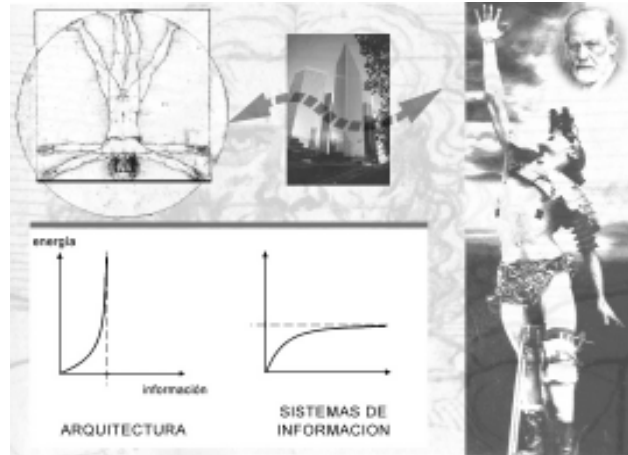 energía
información
ARQUITECTURA
SISTEMAS DE
INFORMACION